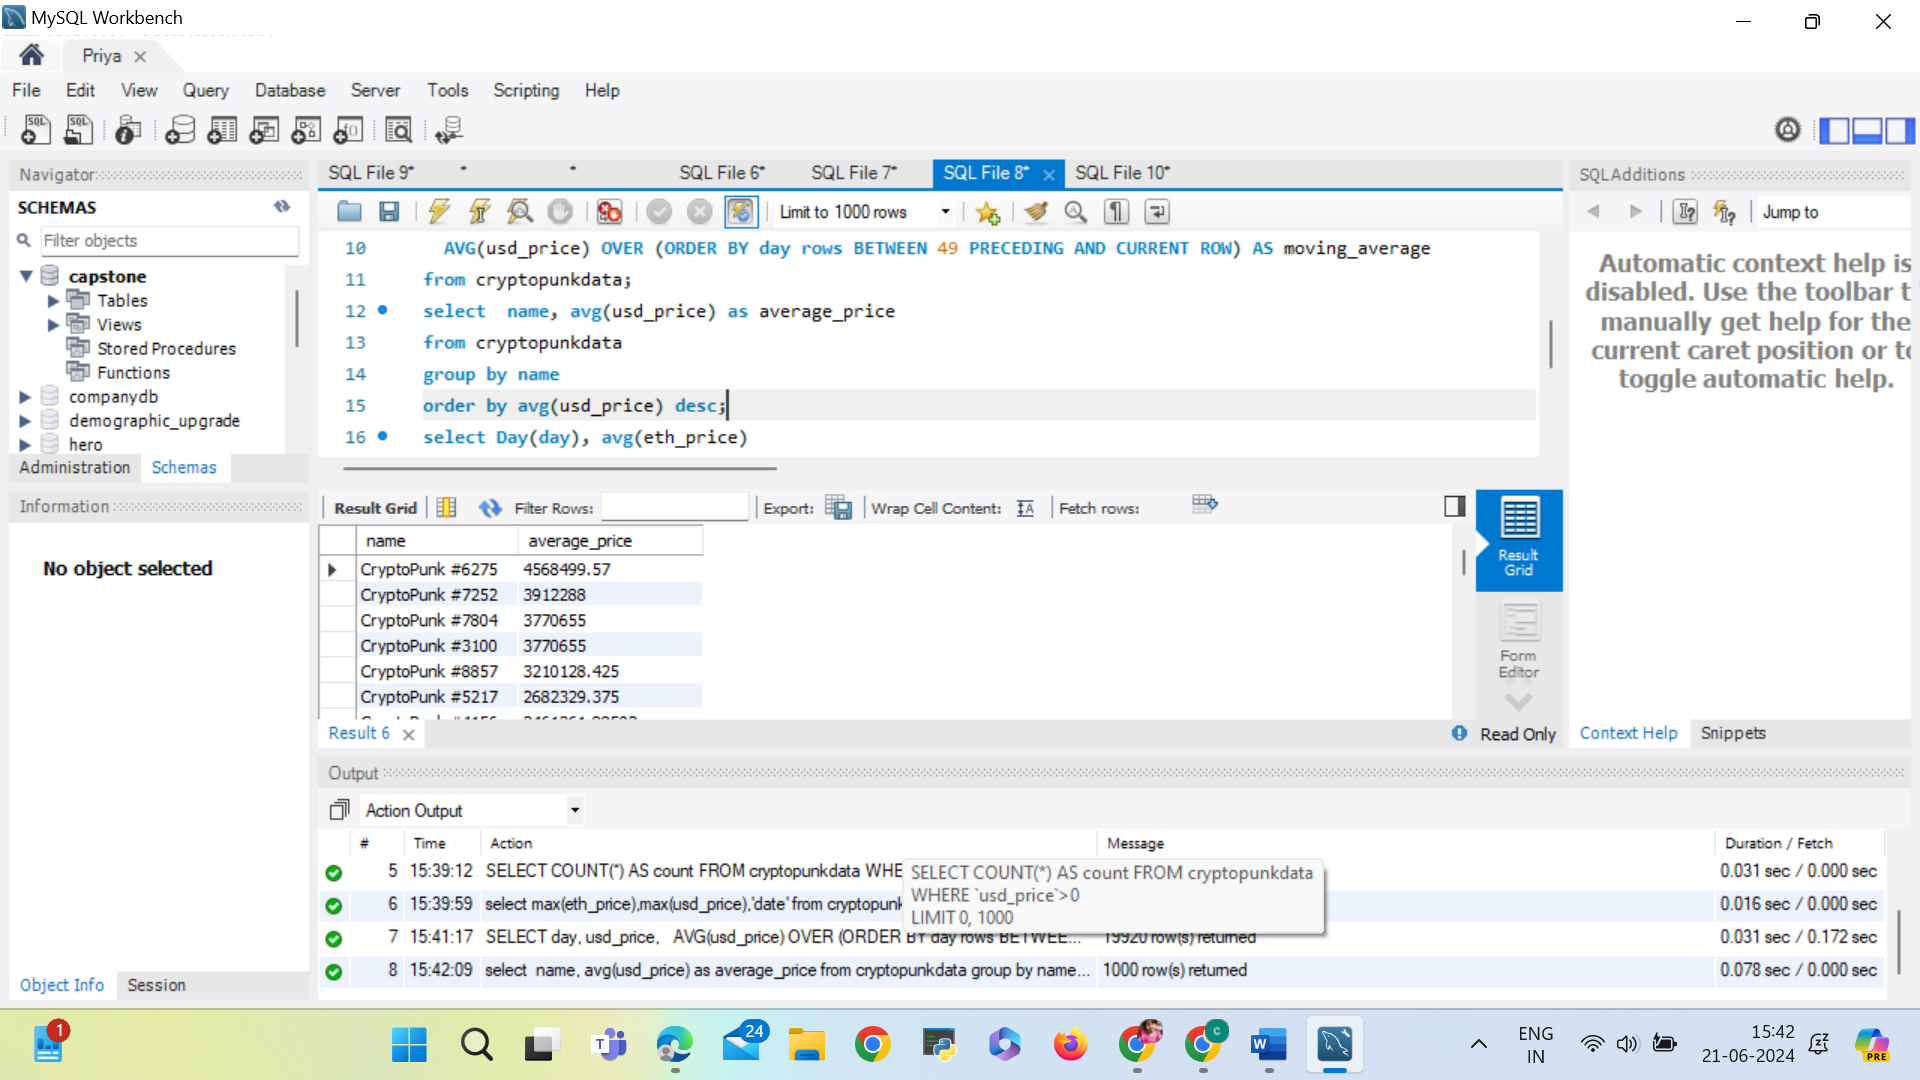 MySQL Workbench
Priya
File Edit View Query Database Server Tools Scripting Help
Navigator
SCHEMAS
Filter objects
capstone
Tables
Views
Stored Procedures
Functions
companydb
demographic_upgrade
hero
Administration Schemas
Information
No object selected
Object Info Session
SQL File 9* * * SQL File 6* SQL File 7* SQL File 8* SQL File 10*
Limit to 1000 rows
10 AVG(usd_price) OVER (ORDER BY day rows BETWEEN 49 PRECEDING AND CURRENT ROW) AS moving_average
11 from cryptopunkdata;
12 select name, avg(usd_price) as average_price
13 from cryptopunkdata
14 group by name
15 order by avg(usd_price) desc;
16 select Day(day), avg(eth_price)
Result Grid Filter Rows: Export: Wrap Cell Content: Fetch rows:
name average_price
CryptoPunk #6275 4568499.57
CryptoPunk #7252 3912288
CryptoPunk #7804 3770655
CryptoPunk #3100 3770655
CryptoPunk #8857 3210128.425
CryptoPunk #5217 2682329.375
Result Grid
Form Editor
Result 6
Read Only
SQLAdditions
Jump to
Automatic context help is
disabled. Use the toolbar t
manually get help for the
current caret position or to
toggle automatic help.
Context Help Snippets
Output
Action Output
# Time Action Message Duration / Fetch
5 15:39:12 SELECT COUNT(*) AS count FROM cryptopunkdata WHE 0.031 sec / 0.000 sec
6 15:39:59 select max(eth_price),max(usd_price),'date' from cryptopunk 0.016 sec / 0.000 sec
7 15:41:17 SELECT day, usd_price, AVG(usd_price) OVER (ORDER BY day rows BETWEE... 19920 row(s) returned 0.031 sec / 0.172 sec
8 15:42:09 select name, avg(usd_price) as average_price from cryptopunkdata group by name... 1000 row(s) returned 0.078 sec / 0.000 sec
SELECT COUNT(*) AS count FROM cryptopunkdata
WHERE `usd_price`>0
LIMIT 0, 1000
1
24
C
W
T
ENG
IN
15:42
21-06-2024
PRE